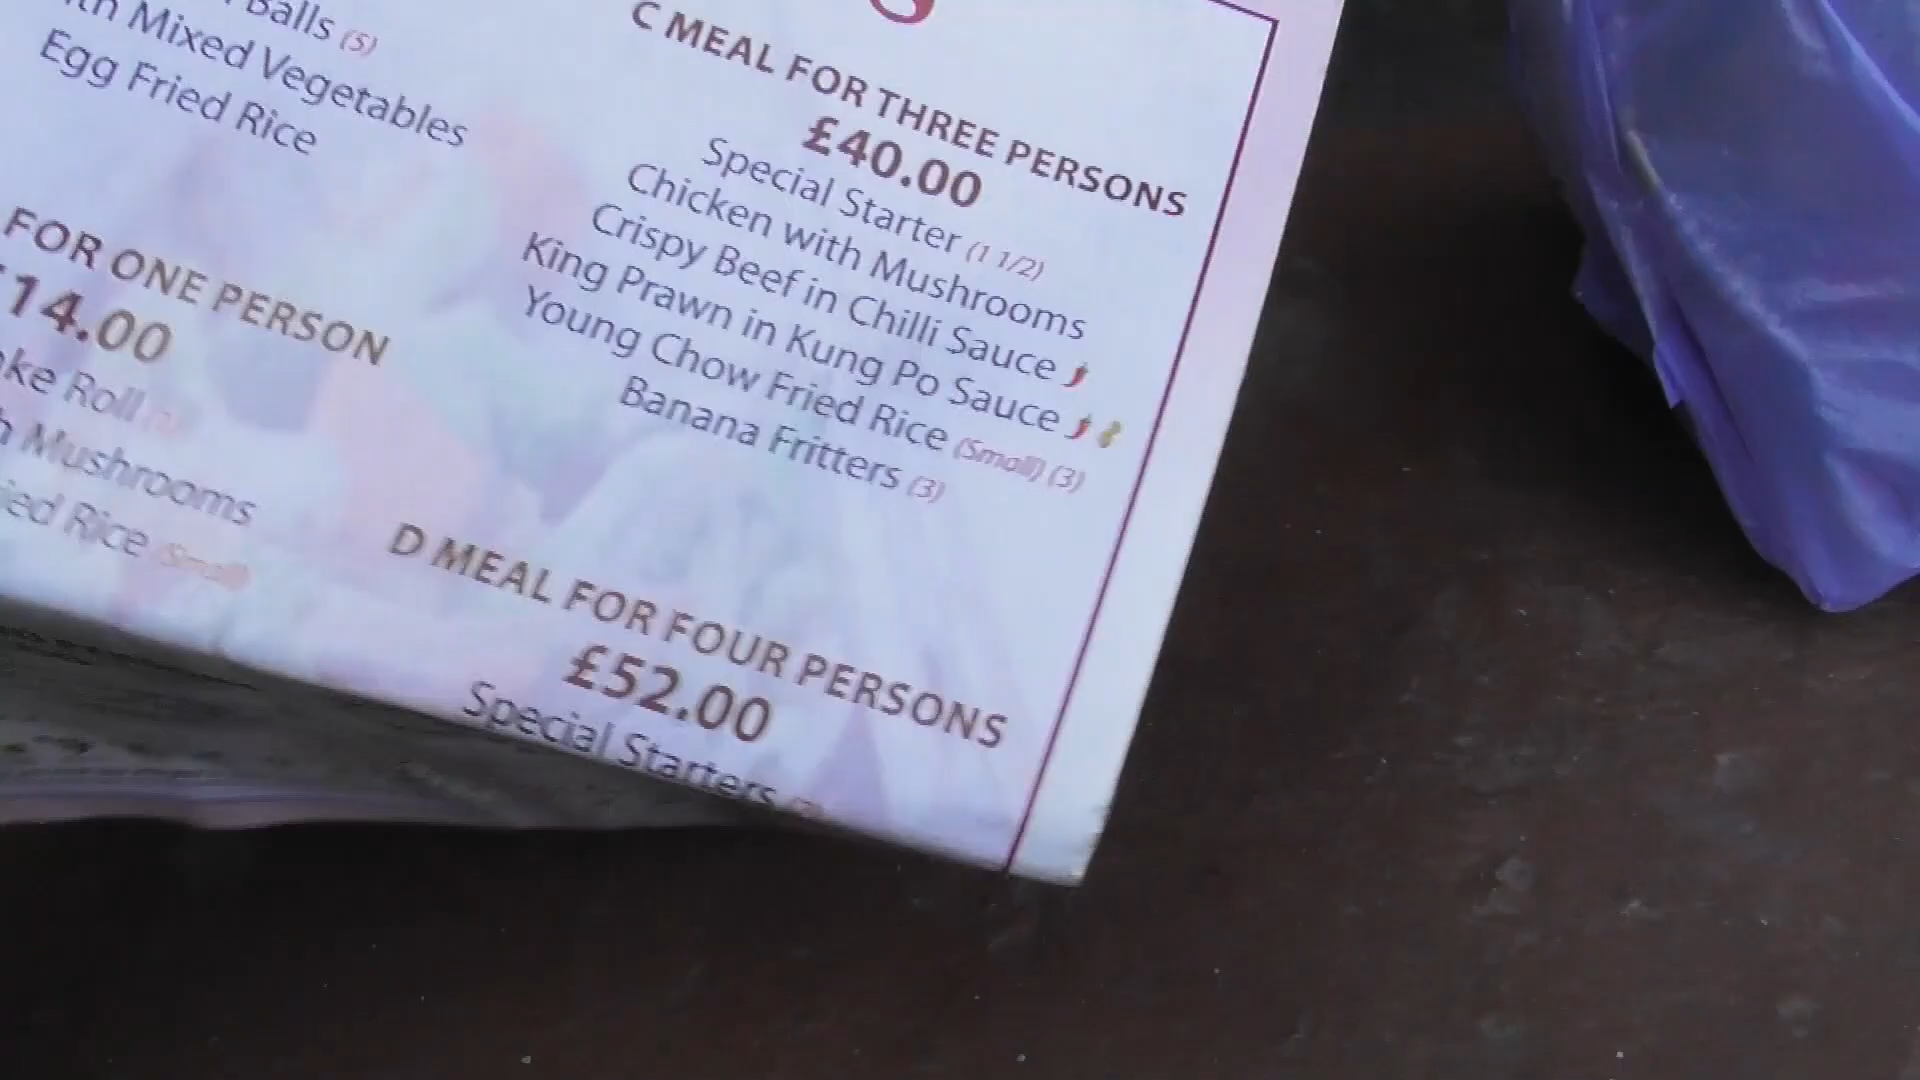 Balls (5)
Mixed Vegetables
Egg Fried Rice
FOR ONE PERSON
14.00
Roll
Mushrooms
Rice (Small)
C MEAL FOR THREE PERSONS
£40.00
Special Starter (1 1/2)
Chicken with Mushrooms
Crispy Beef in Chilli Sauce
King Prawn in Kung Po Sauce
Young Chow Fried Rice (Small) (3)
Banana Fritters (3)
D MEAL FOR FOUR PERSONS
£52.00
Special Starters